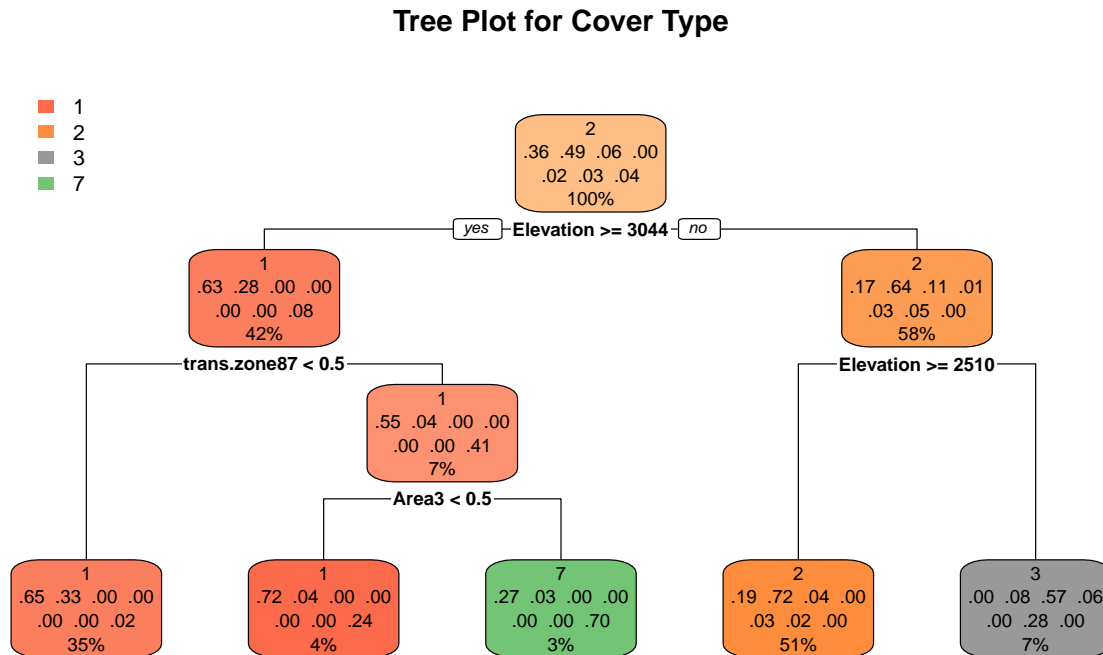 Tree Plot for Cover Type
1
2
3
7
2
.36 .49 .06 .00
.02 .03 .04
100%
yes Elevation >= 3044 no
1
.63 .28 .00 .00
.00 .00 .08
42%
2
.17 .64 .11 .01
.03 .05 .00
58%
trans.zone87 < 0.5
Elevation >= 2510
1
.55 .04 .00 .00
.00 .00 .41
7%
Area3 < 0.5
1
.65 .33 .00 .00
.00 .00 .02
35%
1
.72 .04 .00 .00
.00 .00 .24
4%
7
.27 .03 .00 .00
.00 .00 .70
3%
2
.19 .72 .04 .00
.03 .02 .00
51%
3
.00 .08 .57 .06
.00 .28 .00
7%